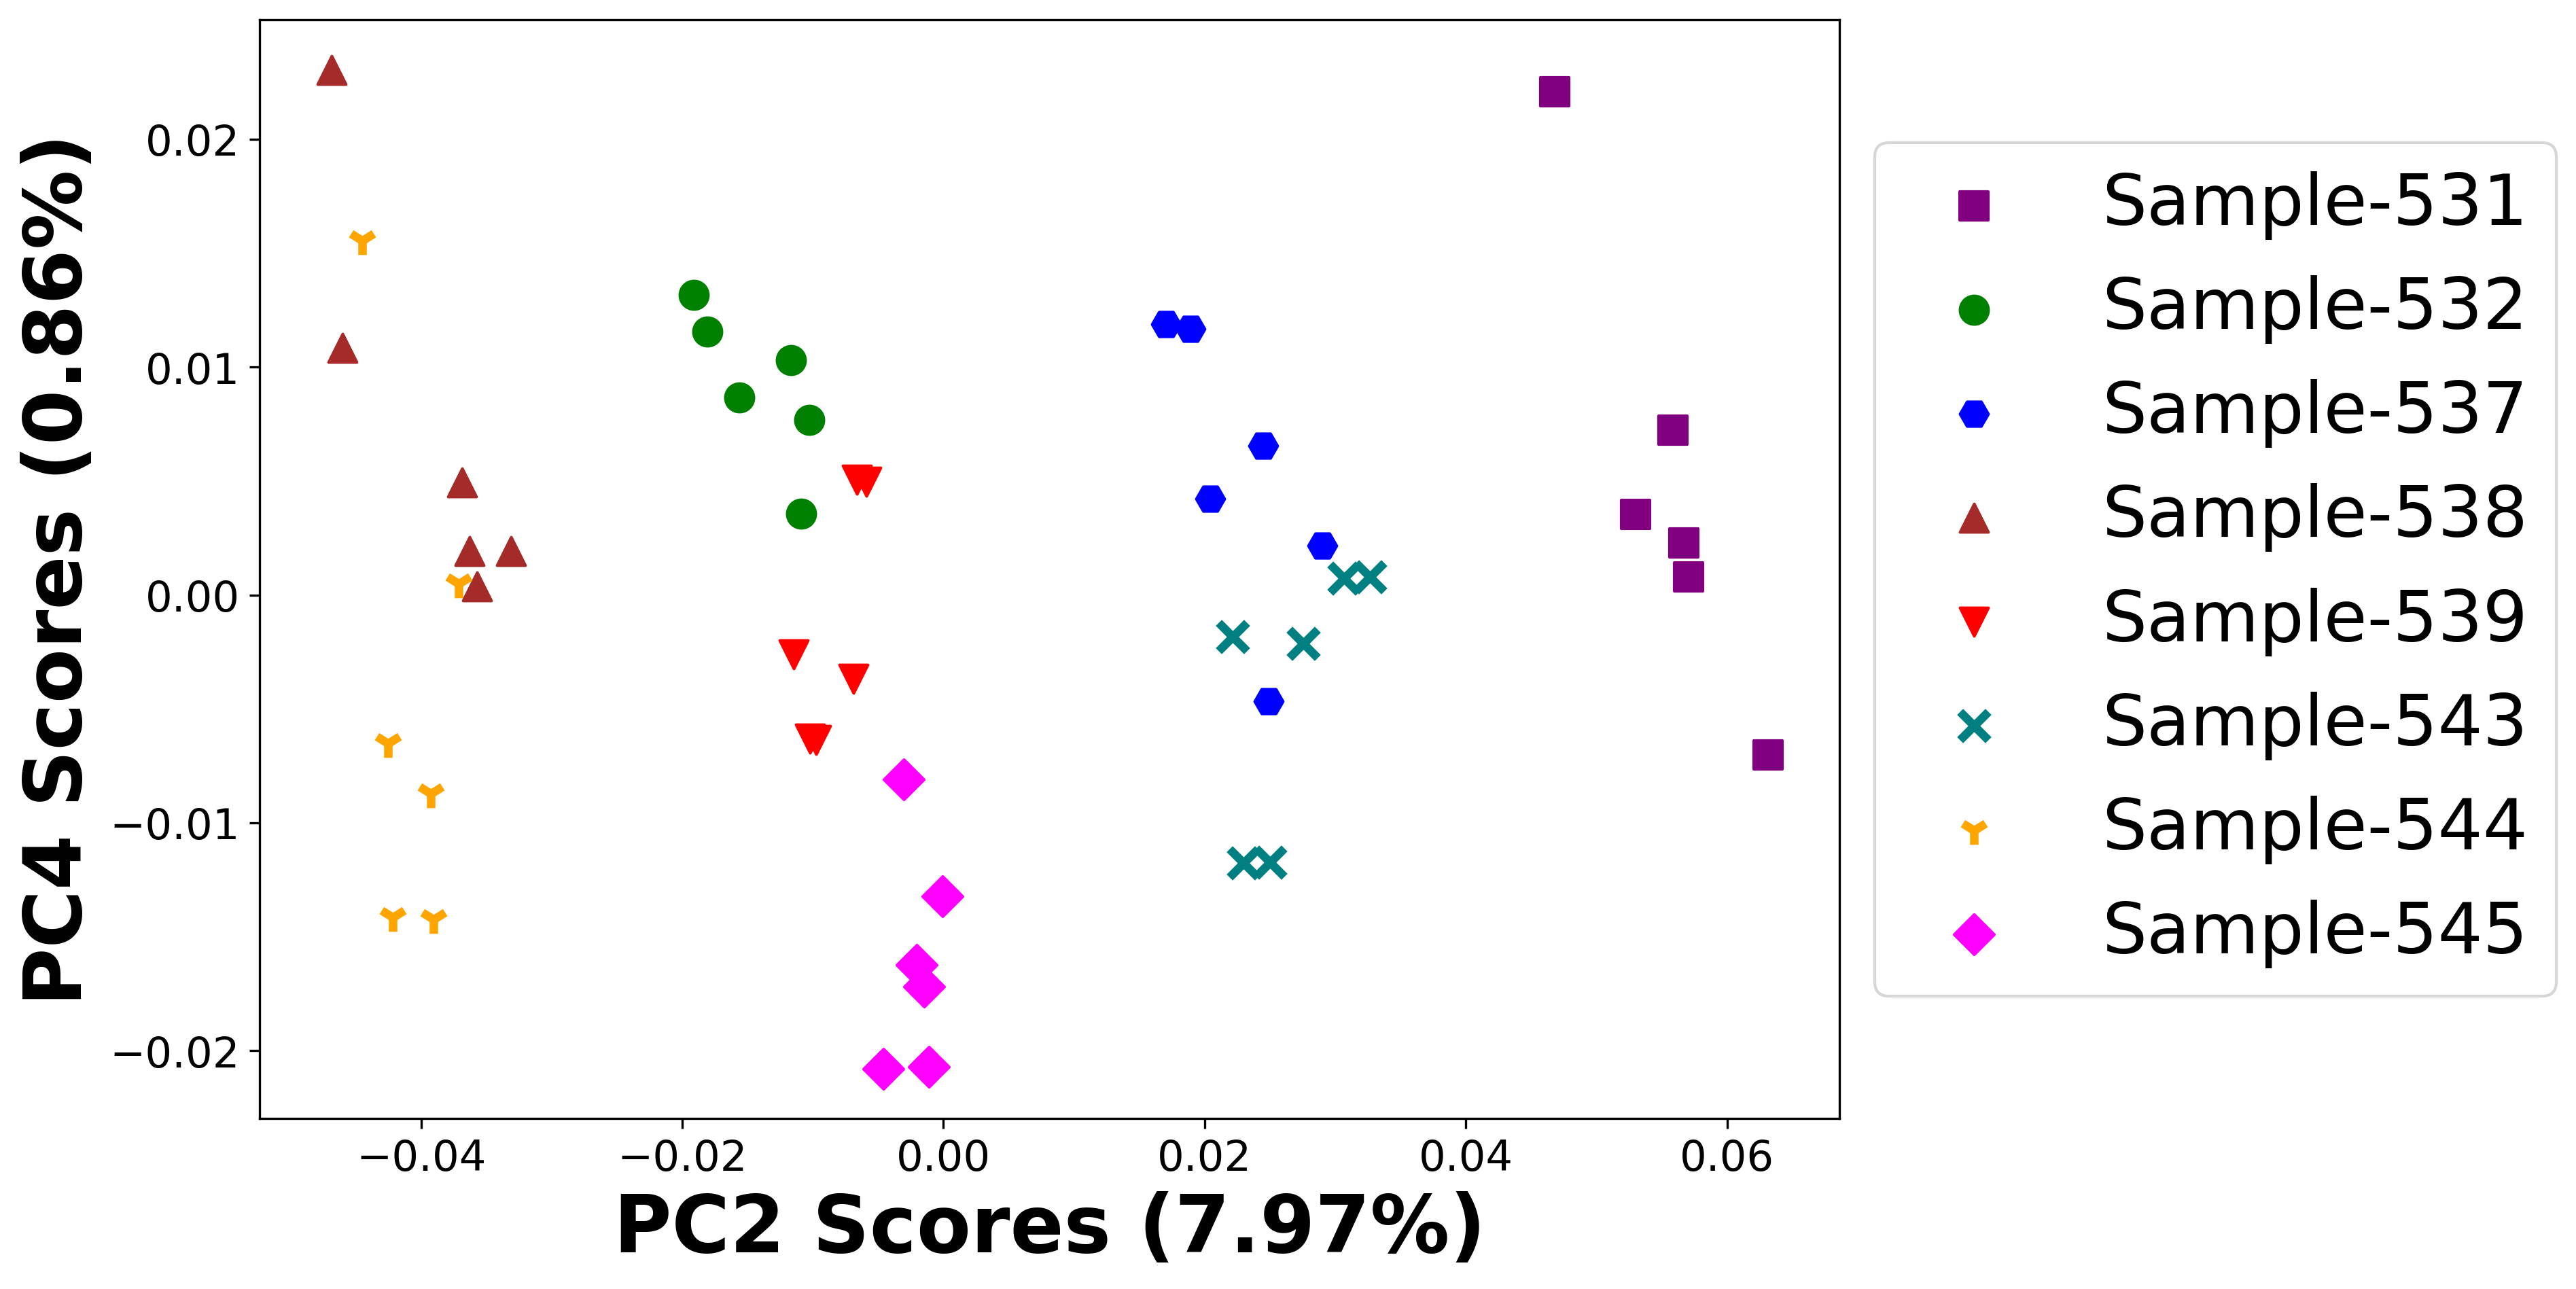 PC4 Scores (0.86%)
0.02
0.01
0.00
−0.01
−0.02
−0.04
−0.02
0.00
0.02
0.04
0.06
PC2 Scores (7.97%)
Sample-531
Sample-532
Sample-537
Sample-538
Sample-539
Sample-543
Sample-544
Sample-545